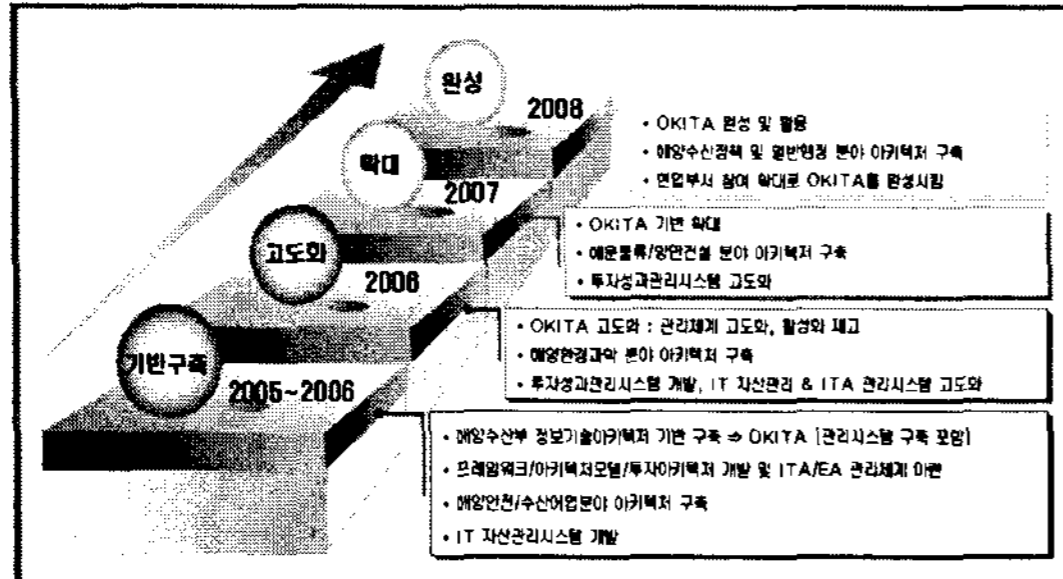 완성
2008
• OKITA 완성 및 활용
• 해양수산정책 및 일반행정 분야 아키텍처 구축
• 현업부서 참여 확대로 OKITA를 완성시킴
확대
2007
• OKITA 기반 확대
• 해운물류/항만건설 분야 아키텍처 구축
• 투자성과관리시스템 고도화
고도화
2006
• OKITA 고도화 : 관리체계 고도화, 활성화 제고
• 해양환경과학 분야 아키텍처 구축
• 투자성과관리시스템 개발, IT 자산관리 & ITA 관리시스템 고도화
기반구축
2005~2006
• 해양수산부 정보기술아키텍처 기반 구축 ⇒ OKITA [관리시스템 구축 포함]
• 프레임워크/아키텍처모델/투자아키텍처 개발 및 ITA/EA 관리체계 마련
• 해양안전/수산어업분야 아키텍처 구축
• IT 자산관리시스템 개발